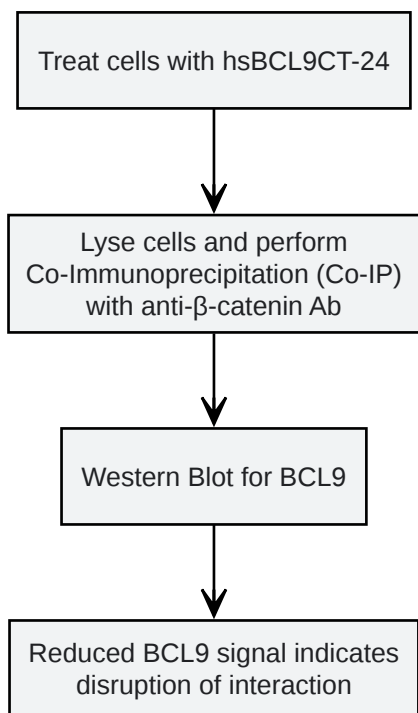 Treat cells with hsBCL9CT-24
Lyse cells and perform
Co-Immunoprecipitation (Co-IP)
with anti-β-catenin Ab
Western Blot for BCL9
Reduced BCL9 signal indicates
disruption of interaction